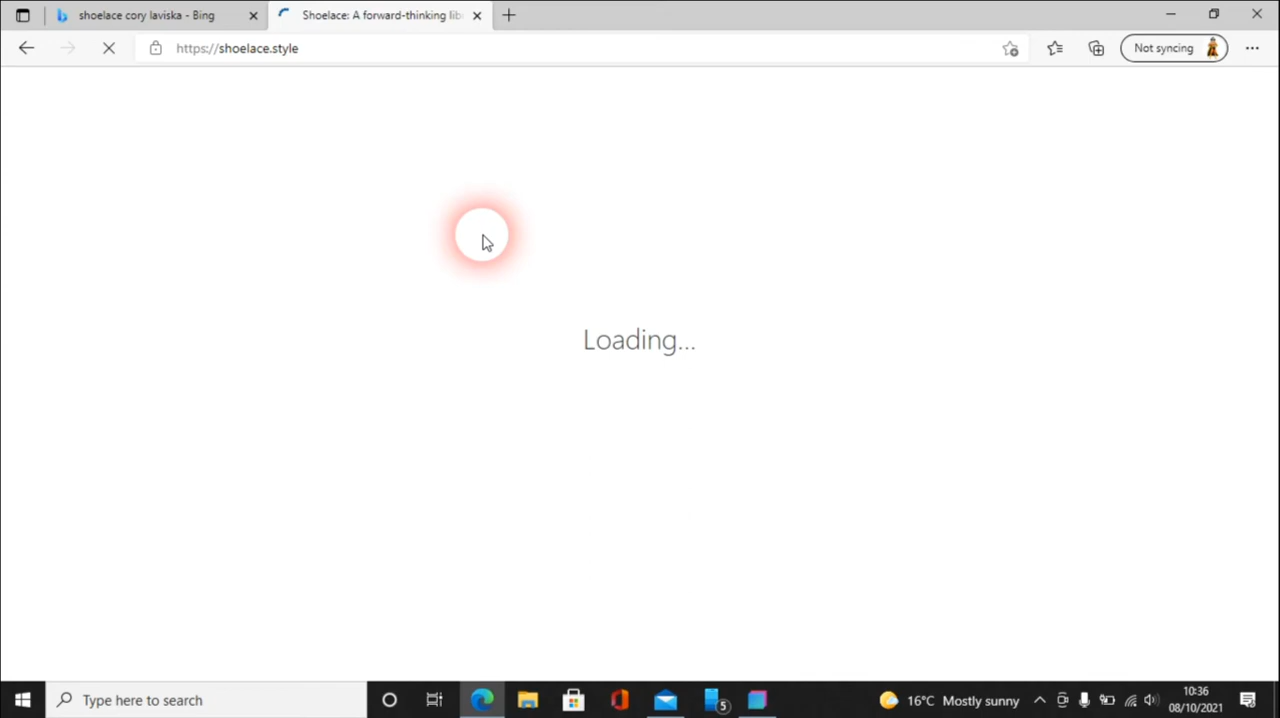 shoelace cory laviska - Bing
Shoelace: A forward-thinking lib
https://shoelace.style
Not syncing
Loading...
Type here to search
5
16°C Mostly sunny
10:36
08/10/2021